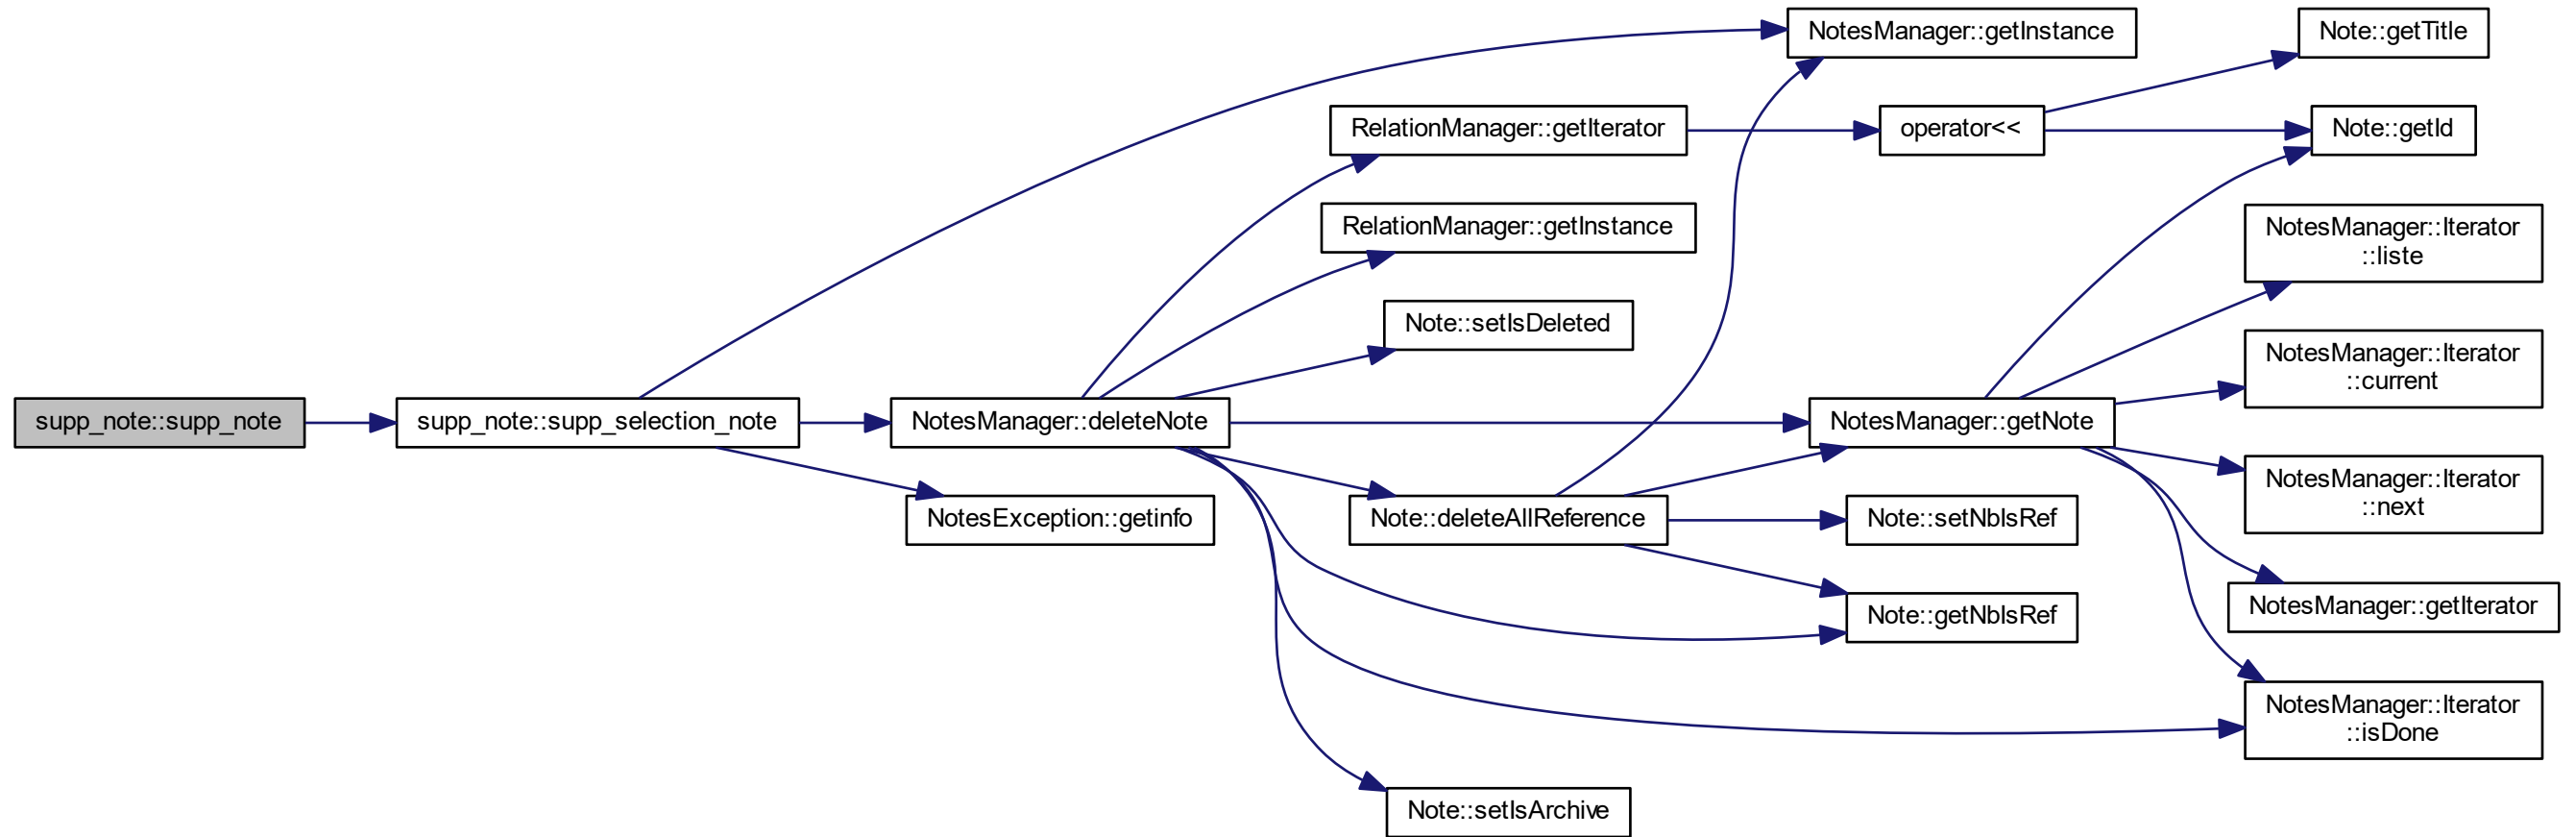 NotesManager::getInstance
Note::getTitle
RelationManager::getIterator
operator<<
Note::getId
RelationManager::getInstance
NotesManager::Iterator
::liste
Note::setIsDeleted
NotesManager::Iterator
::current
supp_note::supp_note
supp_note::supp_selection_note
NotesManager::deleteNote
NotesManager::getNote
NotesManager::Iterator
::next
NotesException::getinfo
Note::deleteAllReference
Note::setNbIsRef
Note::getNbIsRef
NotesManager::getIterator
NotesManager::Iterator
::isDone
Note::setIsArchive